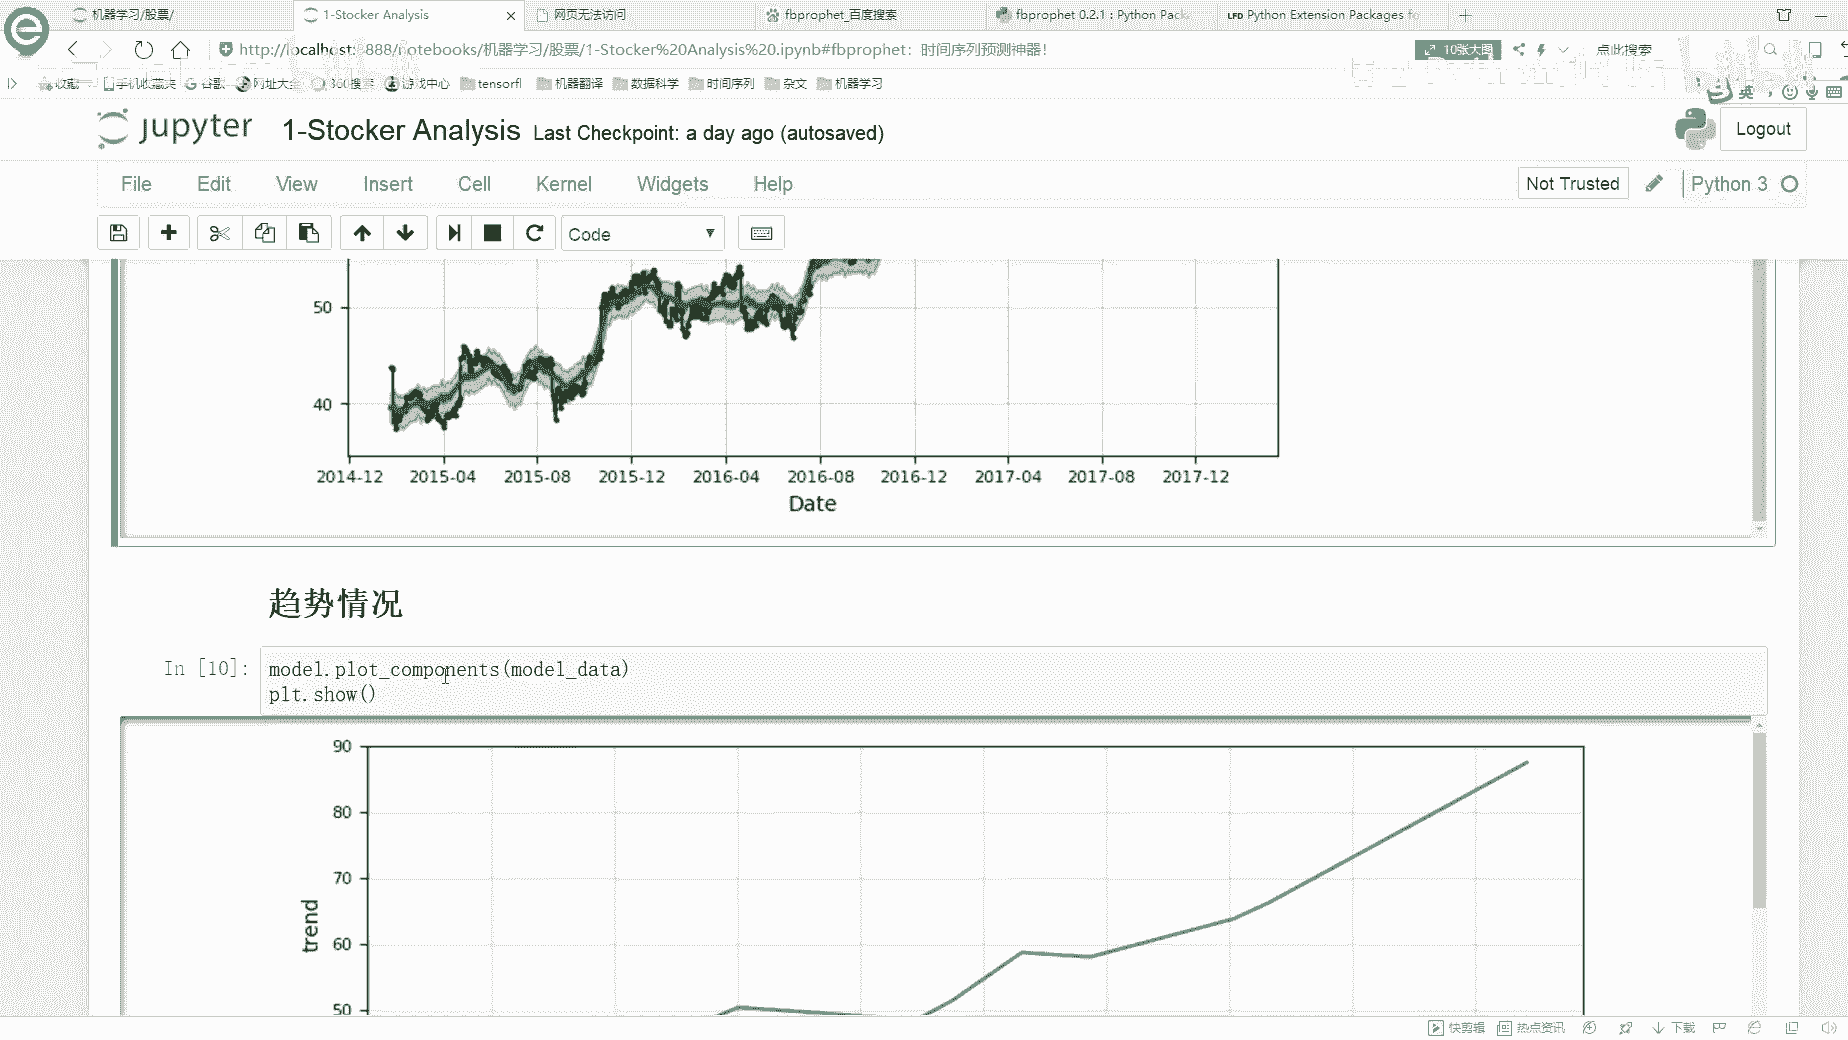 机器学习/股票/
1-Stocker Analysis
网页无法访问
fbprophet_百度搜索
fbprophet 0.2.1 : Python Pack
LFD Python Extension Packages fo
http://localhost:8888/notebooks/机器学习/股票/1-Stocker%20Analysis%20.ipynb#fbprophet：时间序列预测神器！
10张大图
点此搜索
收藏
手机收藏夹
谷歌
网址大全
360搜索
游戏中心
tensorfl
机器翻译
数据科学
时间序列
杂文
机器学习
英
jupyter
1-Stocker Analysis
Last Checkpoint: a day ago (autosaved)
Logout
File
Edit
View
Insert
Cell
Kernel
Widgets
Help
Not Trusted
Python 3
Code
50
40
2014-12
2015-04
2015-08
2015-12
2016-04
2016-08
2016-12
2017-04
2017-08
2017-12
Date
趋势情况
In [10]:
model.plot_components(model_data)
plt.show()
90
80
70
60
50
trend
快剪辑
热点资讯
下载